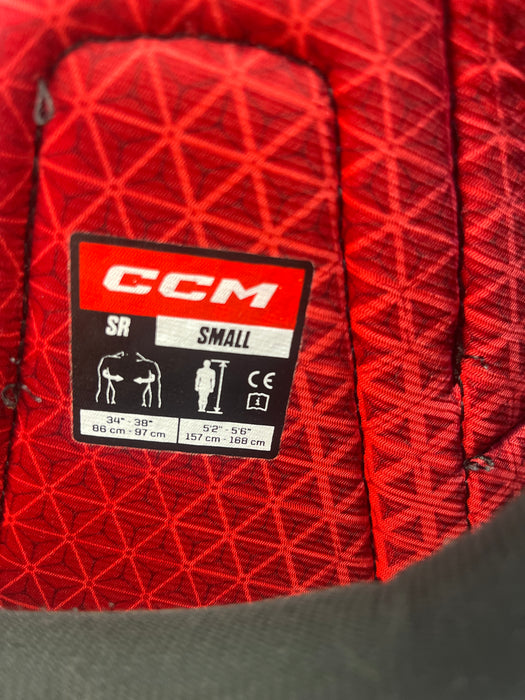 CCM
SR
SMALL
CE
34" - 38"
86 cm - 97 cm
5'2" - 5'6"
157 cm - 168 cm